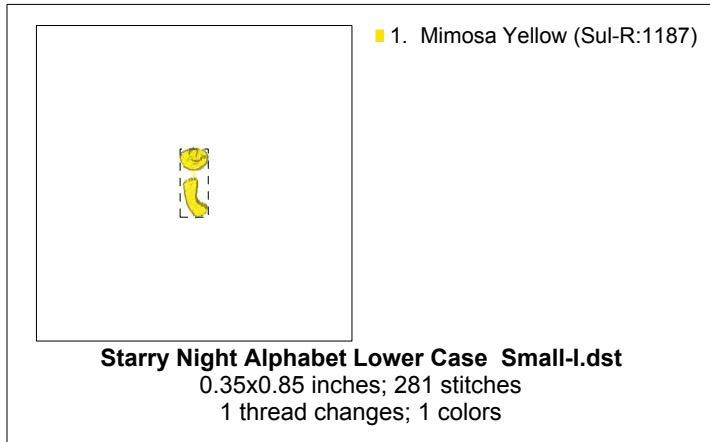 1. Mimosa Yellow (Sul-R:1187)
Starry Night Alphabet Lower Case Small-I.dst
0.35x0.85 inches; 281 stitches
1 thread changes; 1 colors